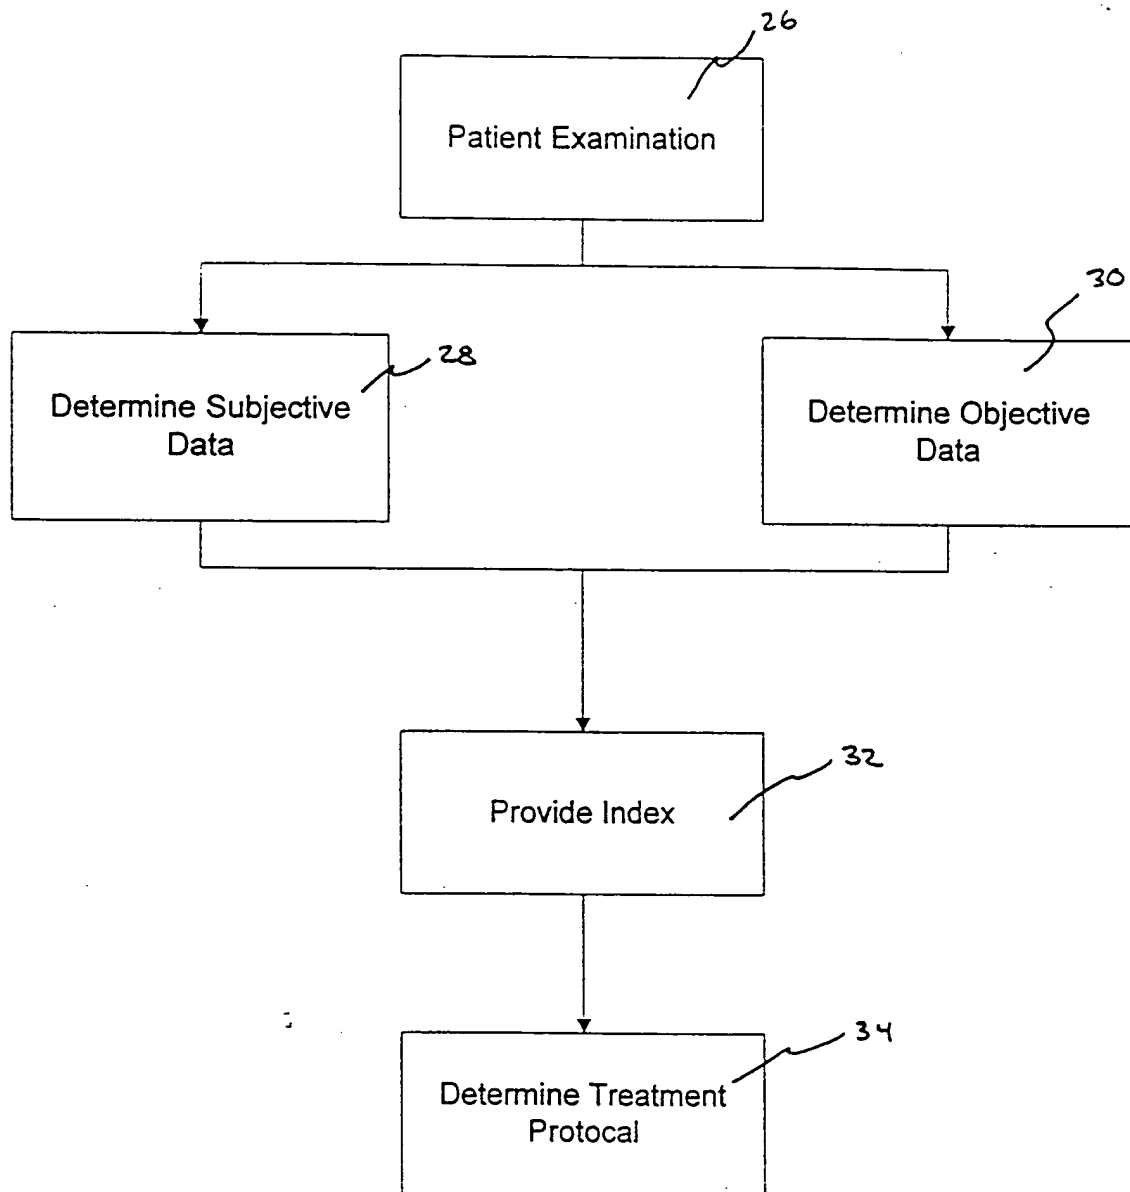 26
Patient Examination
30
28
Determine Subjective
Data
Determine Objective
Data
32
Provide Index
34
Determine Treatment
Protocal